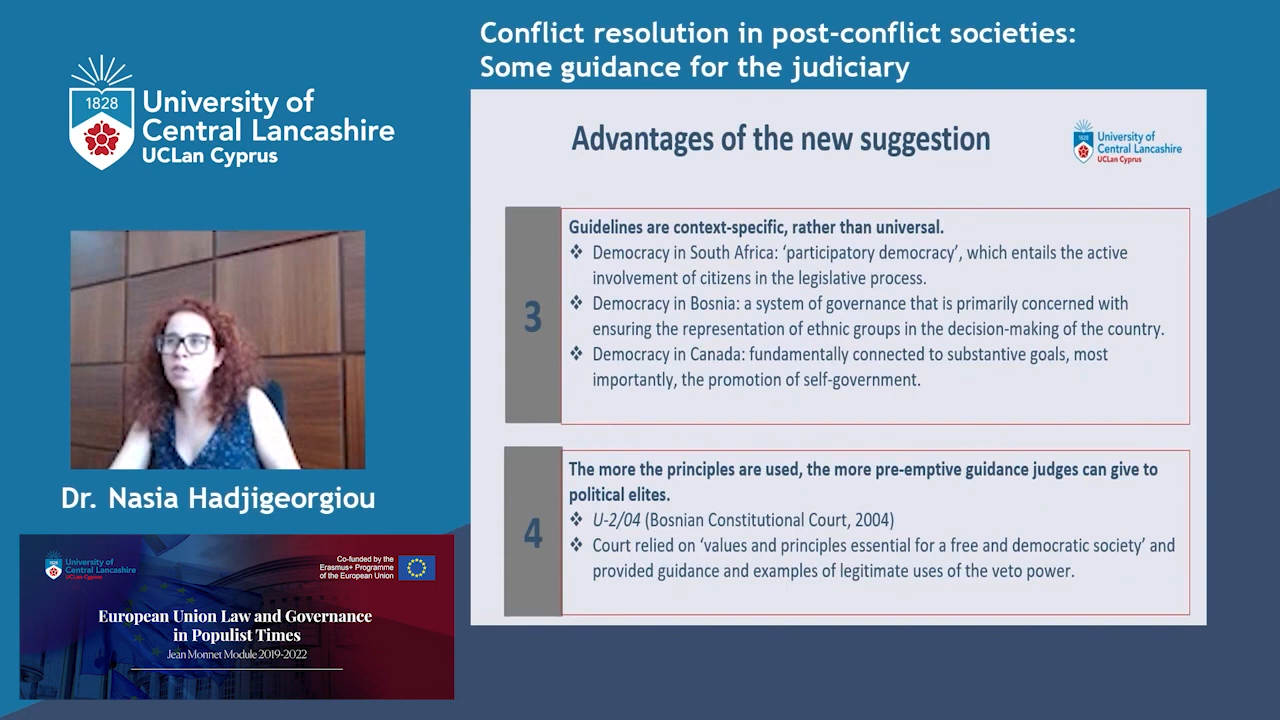 Conflict resolution in post-conflict societies:
Some guidance for the judiciary
1828
University of
Central Lancashire
UCLan Cyprus
Advantages of the new suggestion
1828
University of
Central Lancashire
UCLan Cyprus
3
Guidelines are context-specific, rather than universal.
❖ Democracy in South Africa: ‘participatory democracy’, which entails the active
involvement of citizens in the legislative process.
❖ Democracy in Bosnia: a system of governance that is primarily concerned with
ensuring the representation of ethnic groups in the decision-making of the country.
❖ Democracy in Canada: fundamentally connected to substantive goals, most
importantly, the promotion of self-government.
4
The more the principles are used, the more pre-emptive guidance judges can give to
political elites.
❖ U-2/04 (Bosnian Constitutional Court, 2004)
❖ Court relied on ‘values and principles essential for a free and democratic society’ and
provided guidance and examples of legitimate uses of the veto power.
Dr. Nasia Hadjigeorgiou
University of
Central Lancashire
UCLan Cyprus
Co-funded by the
Erasmus+ Programme
of the European Union
European Union Law and Governance
in Populist Times
Jean Monnet Module 2019-2022